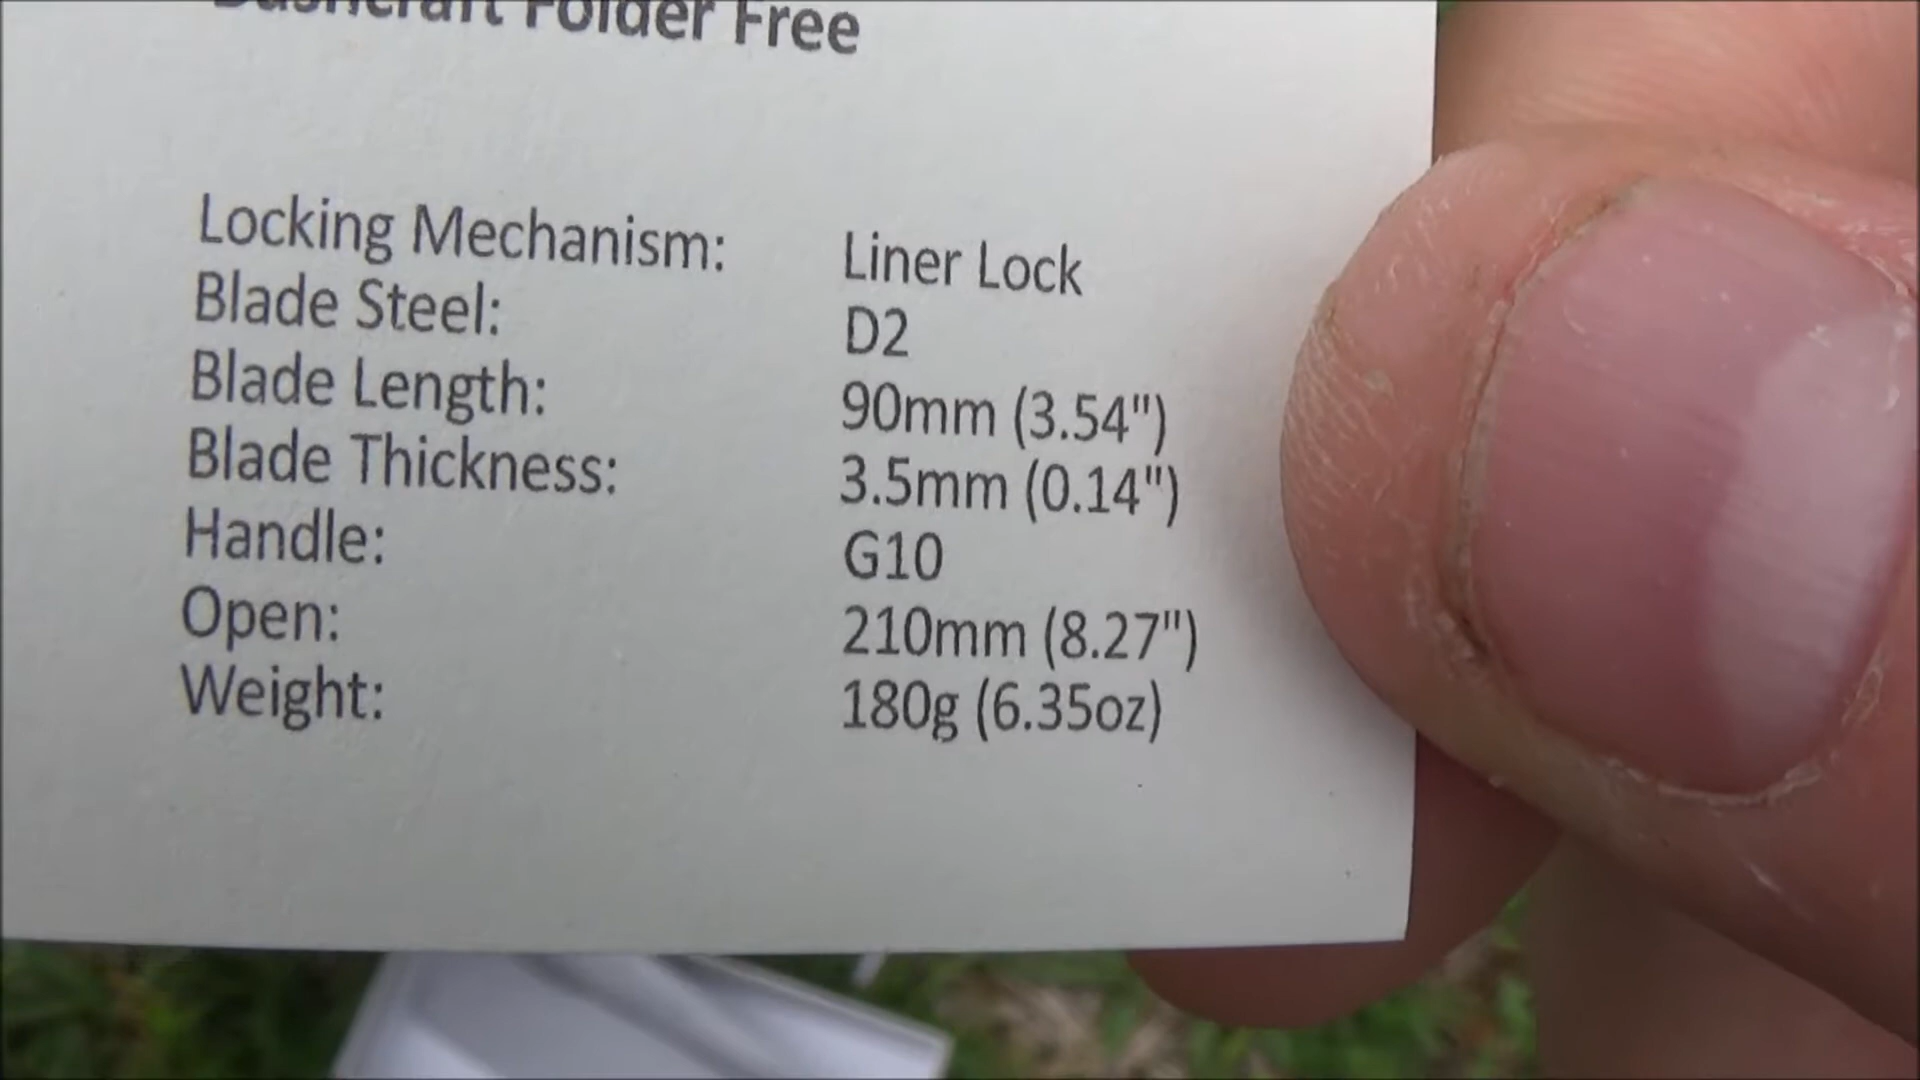 Bushcraft Folder Free
Locking Mechanism: Liner Lock
Blade Steel: D2
Blade Length: 90mm (3.54")
Blade Thickness: 3.5mm (0.14")
Handle: G10
Open: 210mm (8.27")
Weight: 180g (6.35oz)